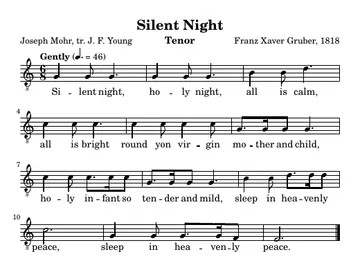 Silent Night
Joseph Mohr, tr. J. F. Young Tenor Franz Xaver Gruber, 1818
Gently (♩. = 46)
6 8
Si - lent night, ho - ly night, all is calm,
4
all is bright round yon vir - gin mo - ther and child,
7
ho - ly in - fant so ten - der and mild, sleep in hea - venly
10
peace, sleep in hea - ven - ly peace.